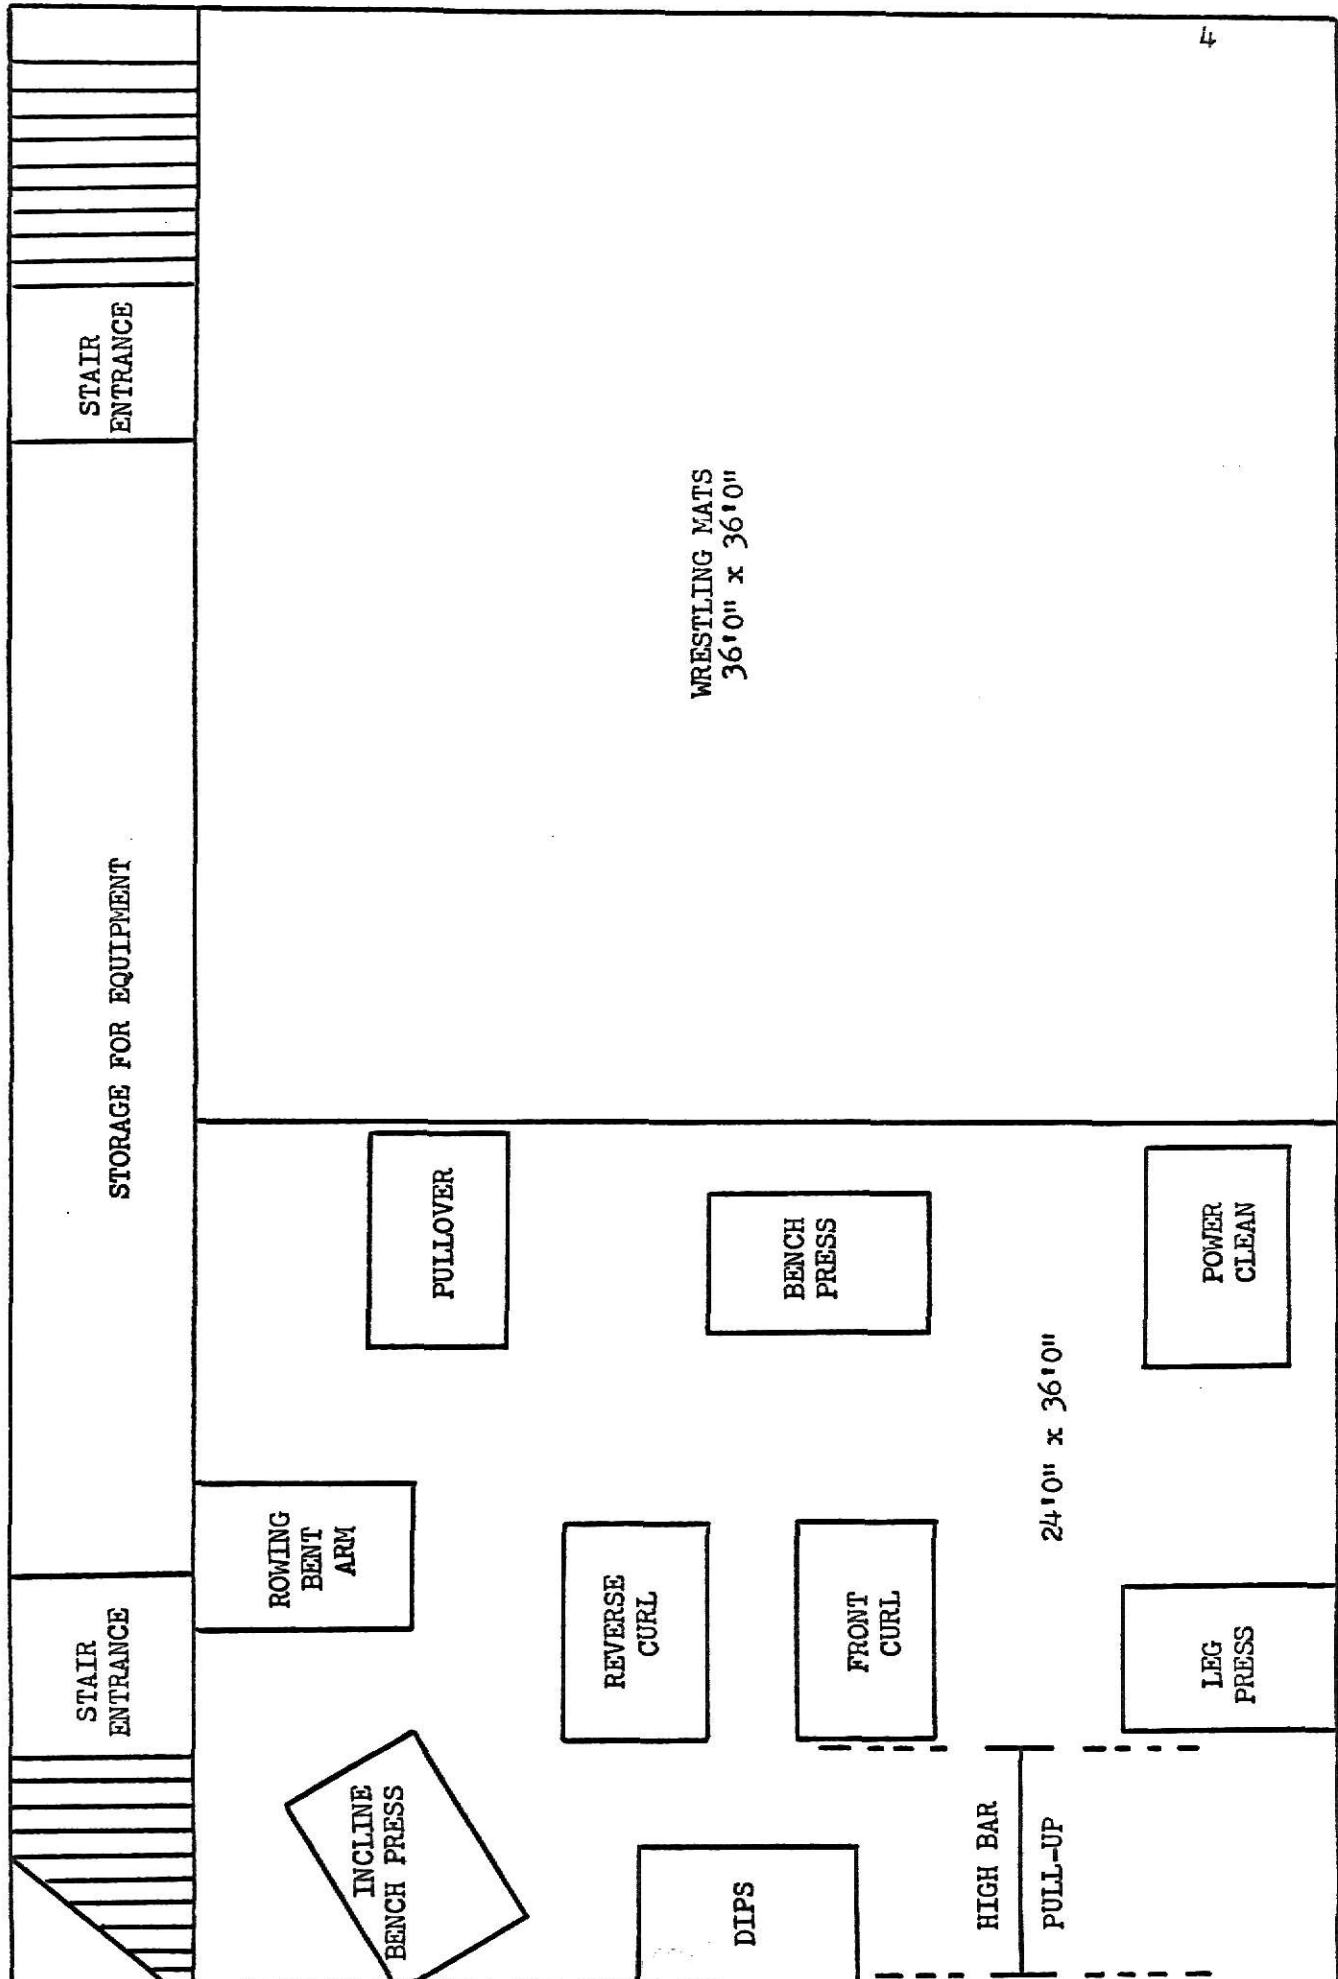 4
STAIR
ENTRANCE
STORAGE FOR EQUIPMENT
STAIR
ENTRANCE
WRESTLING MATS
36'0" x 36'0"
PULLOVER
BENCH
PRESS
POWER
CLEAN
24'0" x 36'0"
ROWING
BENT
ARM
REVERSE
CURL
FRONT
CURL
LEG
PRESS
INCLINE
BENCH PRESS
DIPS
HIGH BAR
PULL-UP